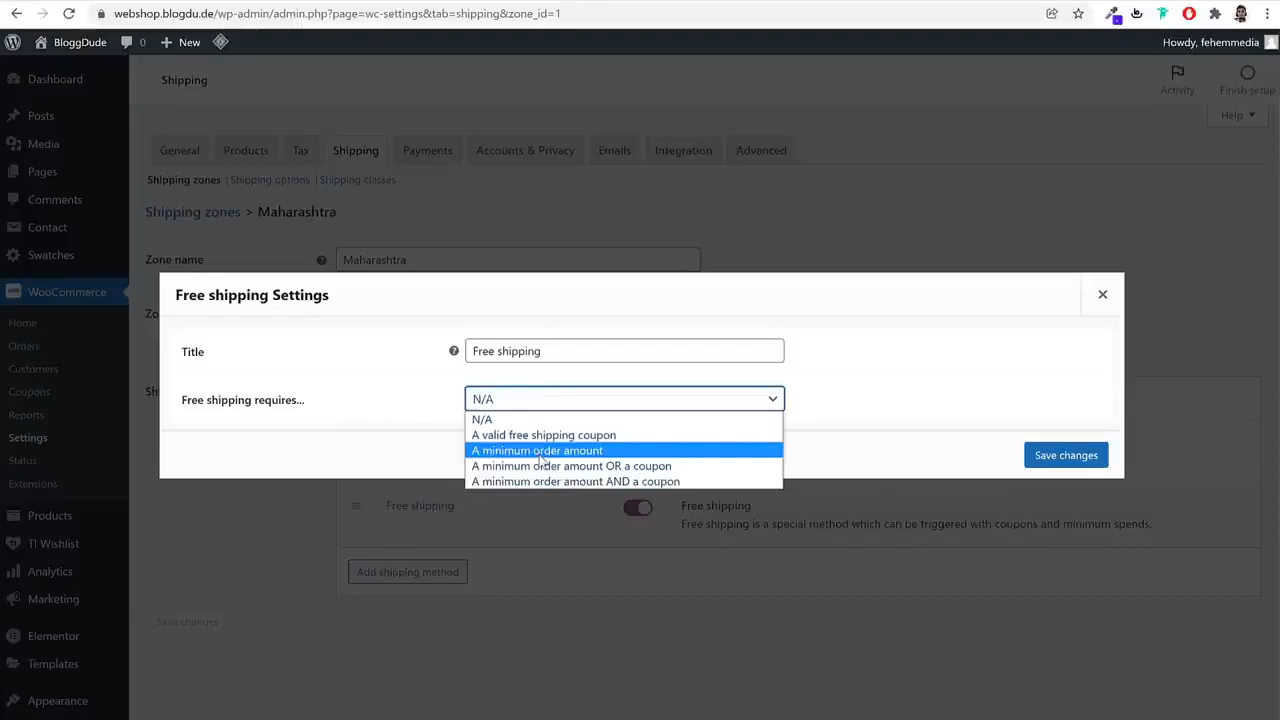 webshop.blogdu.de/wp-admin/admin.php?page=wc-settings&tab=shipping&zone_id=1
BloggDude 0 New Howdy, fehemmedia
Dashboard
Posts
Media
Pages
Comments
Contact
Swatches
WooCommerce
Home
Orders
Customers
Coupons
Reports
Settings
Status
Extensions
Products
TI Wishlist
Analytics
Marketing
Elementor
Templates
Appearance
Shipping
Activity Finish setup
Help
General Products Tax Shipping Payments Accounts & Privacy Emails Integration Advanced
Shipping zones | Shipping options | Shipping classes
Shipping zones > Maharashtra
Zone name Maharashtra
Zo
Sh
Free shipping Settings
Title Free shipping
Free shipping requires... N/A
N/A
A valid free shipping coupon
A minimum order amount
A minimum order amount OR a coupon
A minimum order amount AND a coupon
Save changes
Free shipping Free shipping
Free shipping is a special method which can be triggered with coupons and minimum spends.
Add shipping method
Save changes